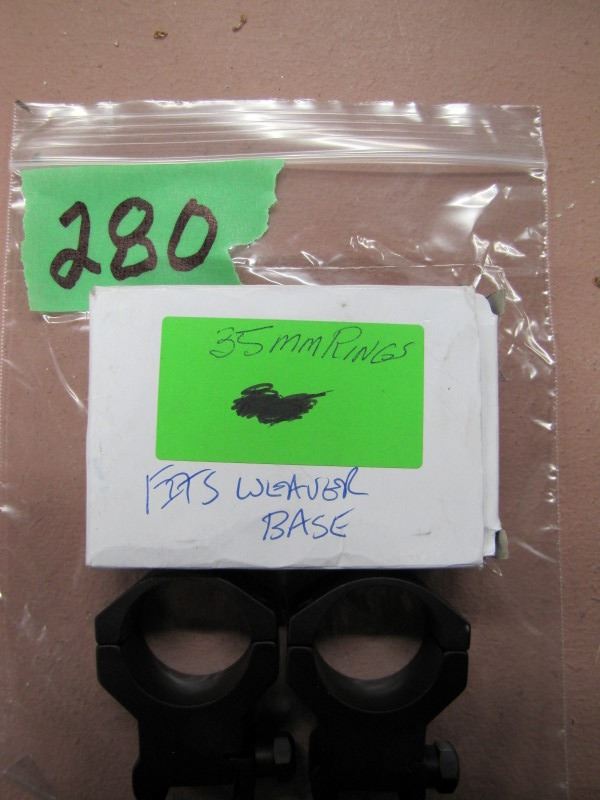 280
35mm RINGS
FITS WEAVER
BASE